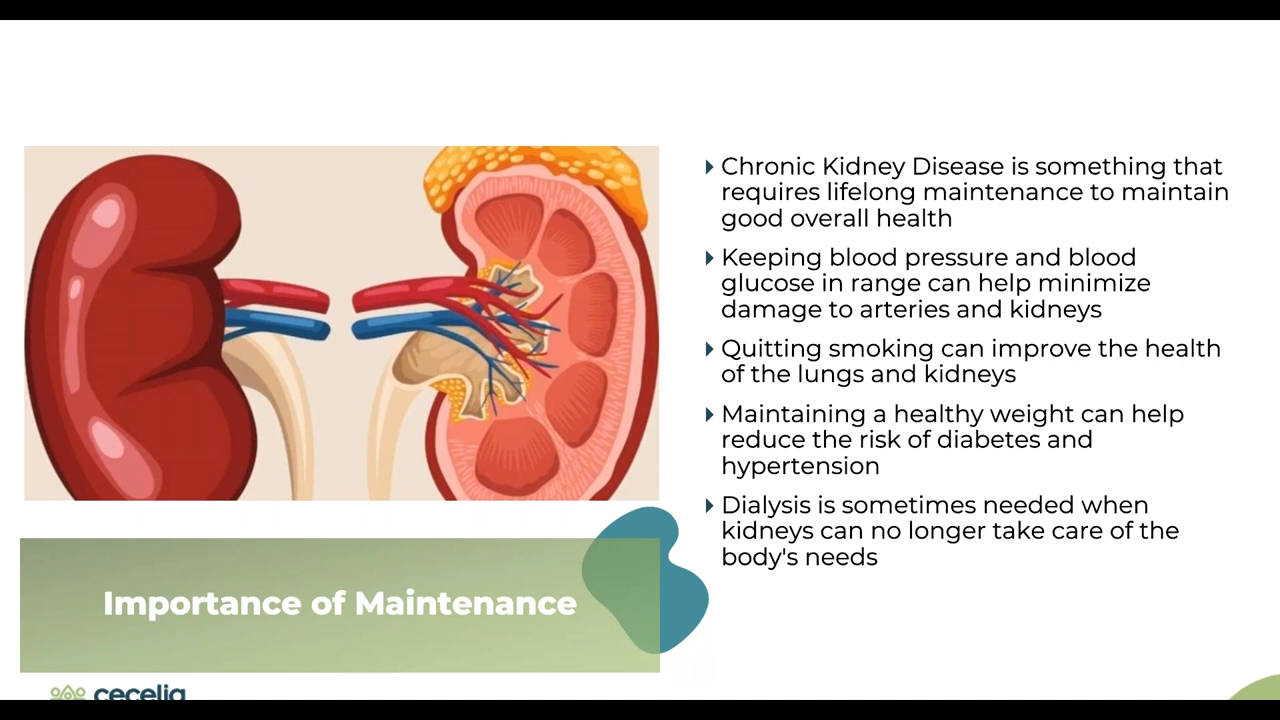 Chronic Kidney Disease is something that
requires lifelong maintenance to maintain
good overall health
Keeping blood pressure and blood
glucose in range can help minimize
damage to arteries and kidneys
Quitting smoking can improve the health
of the lungs and kidneys
Maintaining a healthy weight can help
reduce the risk of diabetes and
hypertension
Dialysis is sometimes needed when
kidneys can no longer take care of the
body's needs
Importance of Maintenance
cecelia